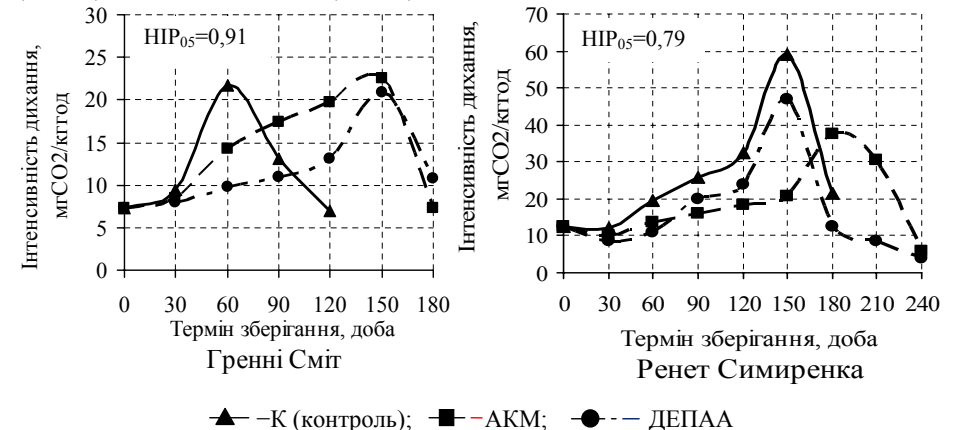 Інтенсивність дихання,
мгСО2/кггод
30
25
20
15
10
5
0
НІР₀₅=0,91
0 30 60 90 120 150 180
Термін зберігання, доба
Гренні Сміт
Інтенсивність дихання,
мгСО2/кггод
70
60
50
40
30
20
10
0
НІР₀₅=0,79
0 30 60 90 120 150 180 210 240
Термін зберігання, доба
Ренет Симиренка
–К (контроль); –АКМ; – ДЕПАА